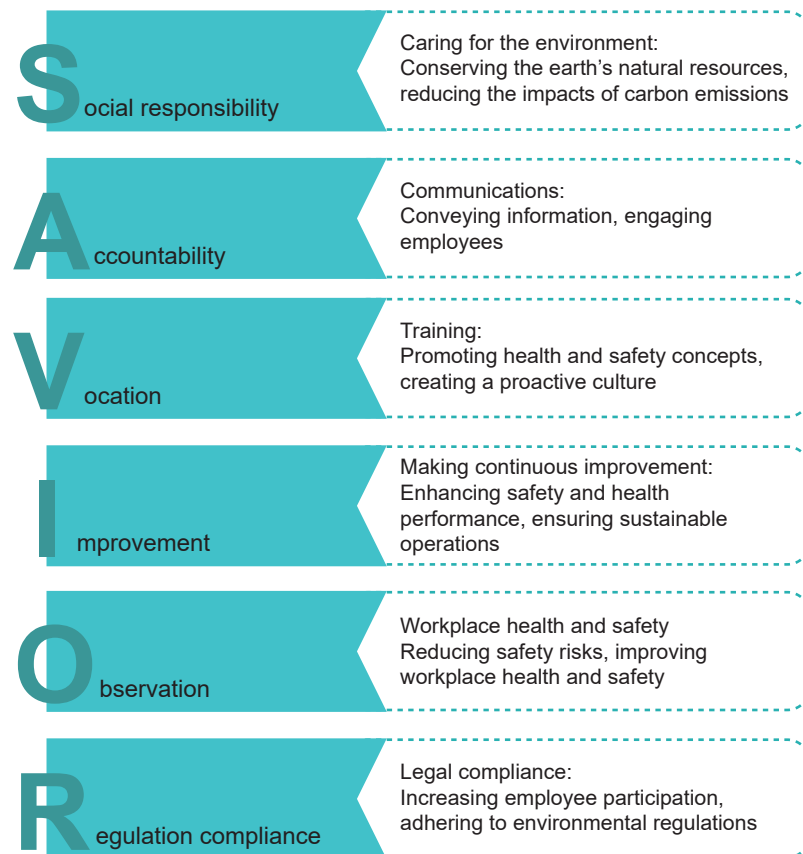 Social responsibility
Caring for the environment:
Conserving the earth’s natural resources,
reducing the impacts of carbon emissions
Accountability
Communications:
Conveying information, engaging
employees
Vocation
Training:
Promoting health and safety concepts,
creating a proactive culture
Improvement
Making continuous improvement:
Enhancing safety and health
performance, ensuring sustainable
operations
Observation
Workplace health and safety
Reducing safety risks, improving
workplace health and safety
Regulation compliance
Legal compliance:
Increasing employee participation,
adhering to environmental regulations